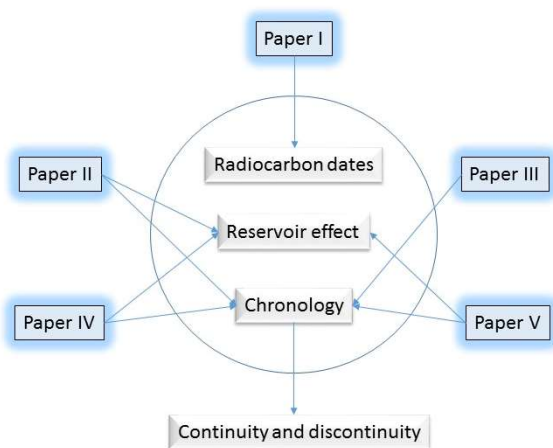 Paper I
Radiocarbon dates
Paper II
Paper III
Reservoir effect
Chronology
Paper IV
Paper V
Continuity and discontinuity